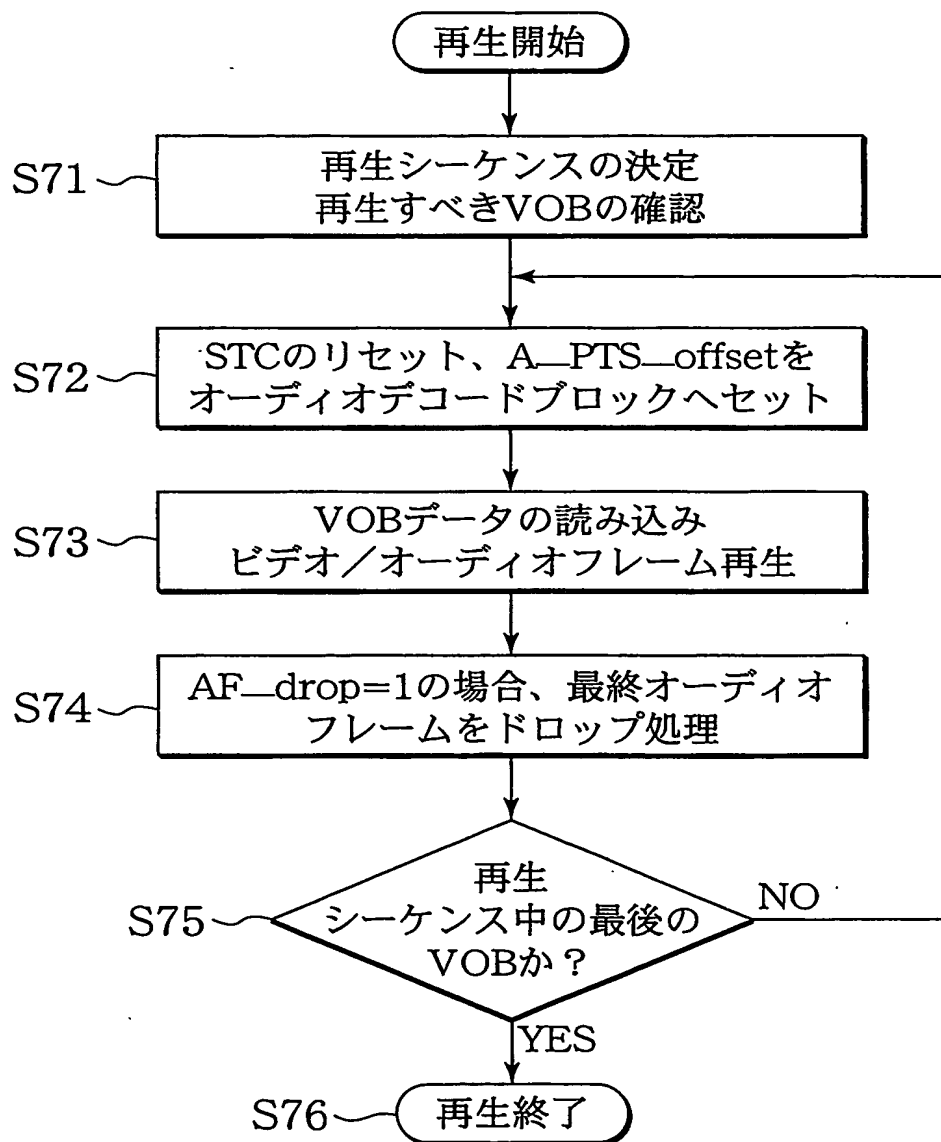 再生開始
S71
再生シーケンスの決定
再生すべきVOBの確認
S72
STCのリセット、A_PTS_offsetを
オーディオデコードブロックへセット
S73
VOBデータの読み込み
ビデオ／オーディオフレーム再生
S74
AF_drop=1の場合、最終オーディオ
フレームをドロップ処理
S75
再生
シーケンス中の最後の
VOBか？
NO
YES
S76
再生終了